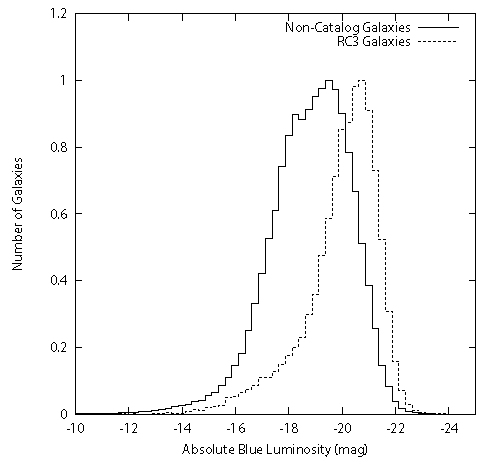 1.2
Non-Catalog Galaxies
RC3 Galaxies
1
0.8
0.6
0.4
0.2
0
Number of Galaxies
-10 -12 -14 -16 -18 -20 -22 -24
Absolute Blue Luminosity (mag)